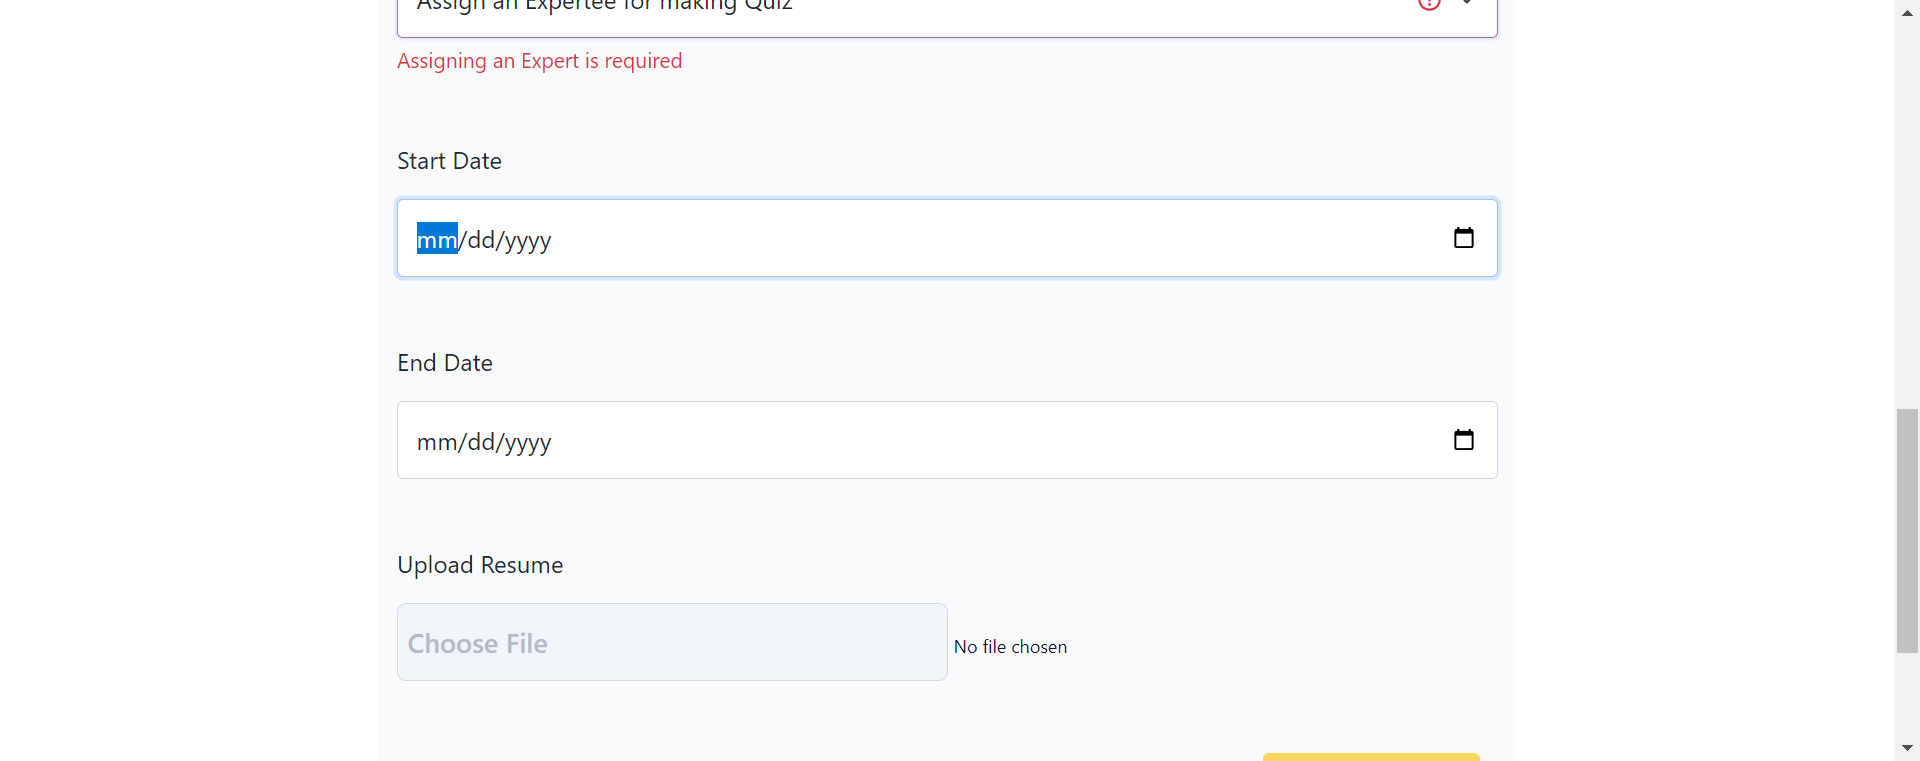 Assign an Expertee for making Quiz
Assigning an Expert is required
Start Date
mm/dd/yyyy
End Date
mm/dd/yyyy
Upload Resume
Choose File
No file chosen